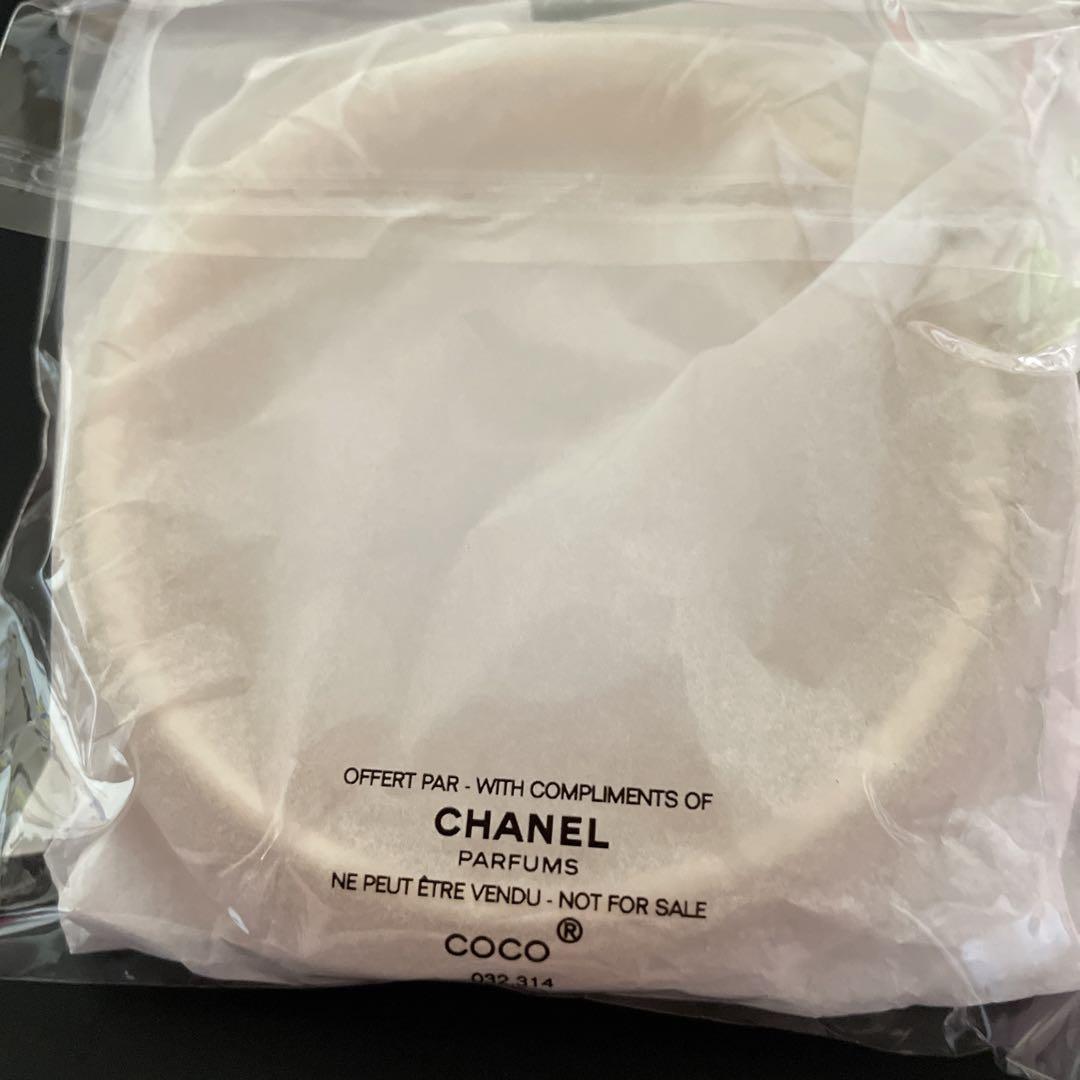 OFFERT PAR - WITH COMPLIMENTS OF
CHANEL
PARFUMS
NE PEUT ÊTRE VENDU - NOT FOR SALE
COCO®
032.314